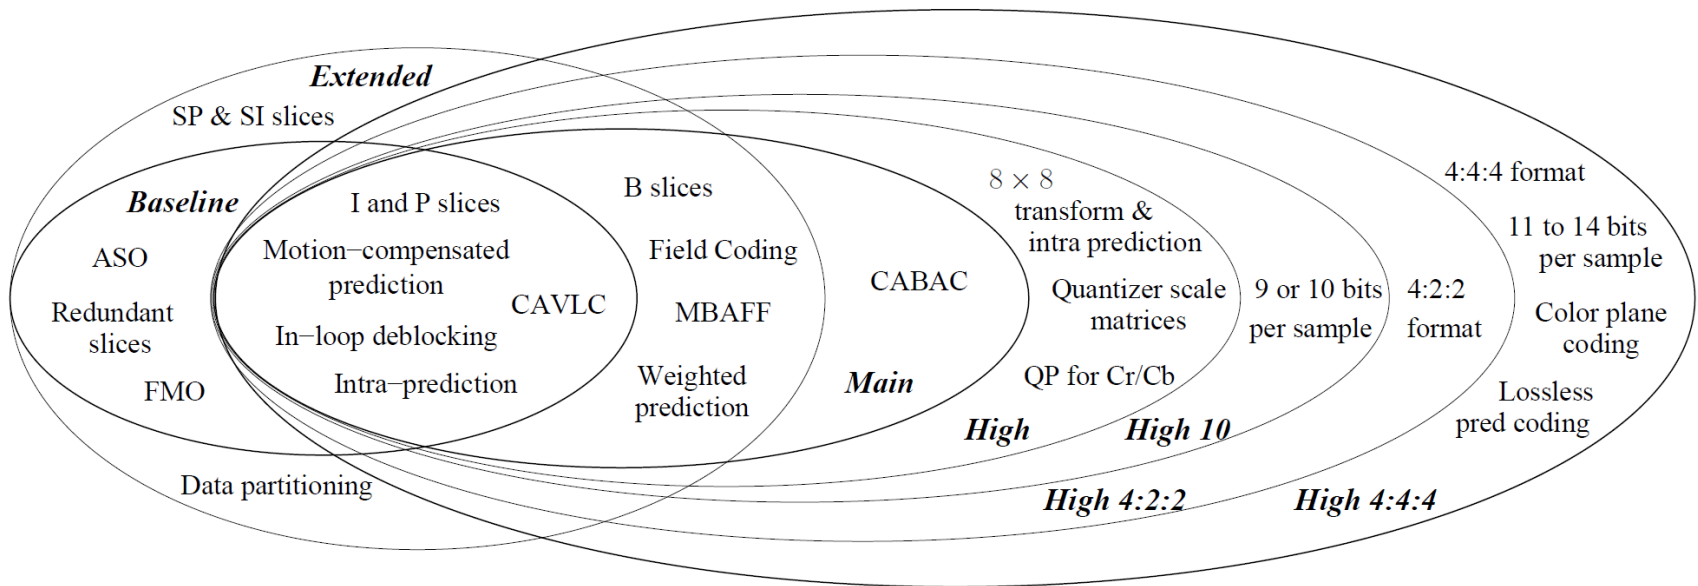 Extended
SP & SI slices
Baseline
ASO
Redundant
slices
FMO
Data partitioning
I and P slices
Motion−compensated
prediction
CAVLC
In−loop deblocking
Intra−prediction
B slices
Field Coding
MBAFF
Weighted
prediction
CABAC
Main
8 × 8
transform &
intra prediction
Quantizer scale
matrices
QP for Cr/Cb
High
9 or 10 bits
per sample
High 10
4:2:2
format
High 4:2:2
4:4:4 format
11 to 14 bits
per sample
Color plane
coding
Lossless
pred coding
High 4:4:4